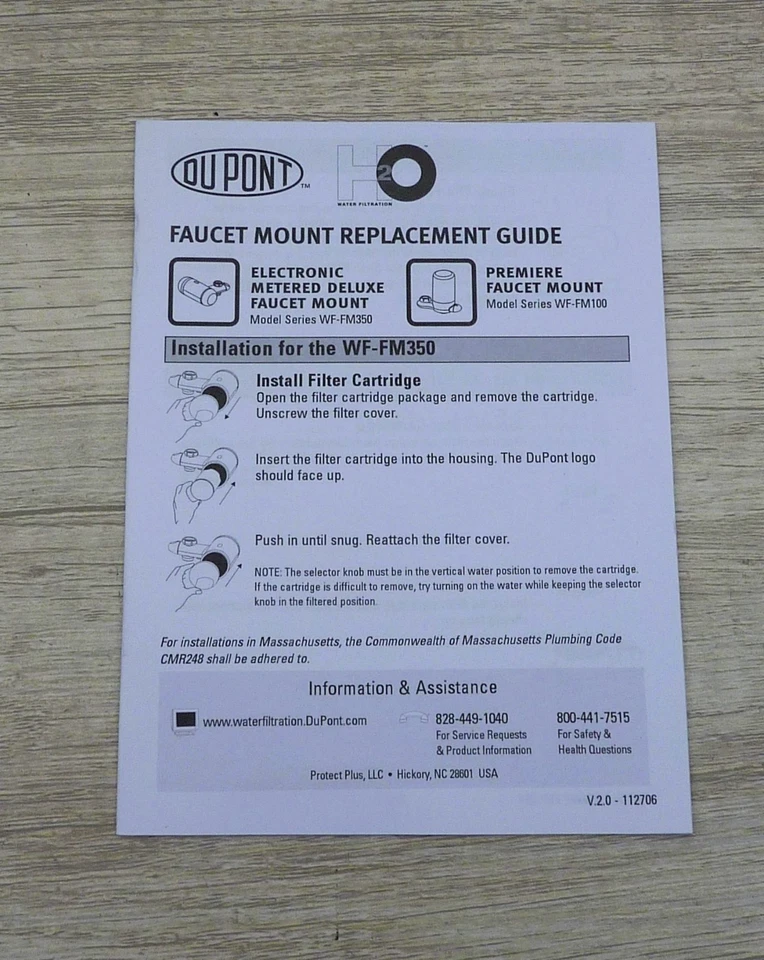 DUPONT™
H2O™
WATER FILTRATION
FAUCET MOUNT REPLACEMENT GUIDE
ELECTRONIC
METERED DELUXE
FAUCET MOUNT
Model Series WF-FM350
PREMIERE
FAUCET MOUNT
Model Series WF-FM100
Installation for the WF-FM350
Install Filter Cartridge
Open the filter cartridge package and remove the cartridge.
Unscrew the filter cover.
Insert the filter cartridge into the housing. The DuPont logo
should face up.
Push in until snug. Reattach the filter cover.
NOTE: The selector knob must be in the vertical water position to remove the cartridge.
If the cartridge is difficult to remove, try turning on the water while keeping the selector
knob in the filtered position.
For installations in Massachusetts, the Commonwealth of Massachusetts Plumbing Code
CMR248 shall be adhered to.
Information & Assistance
www.waterfiltration.DuPont.com
828-449-1040
For Service Requests
& Product Information
800-441-7515
For Safety &
Health Questions
Protect Plus, LLC • Hickory, NC 28601 USA
V.2.0 - 112706